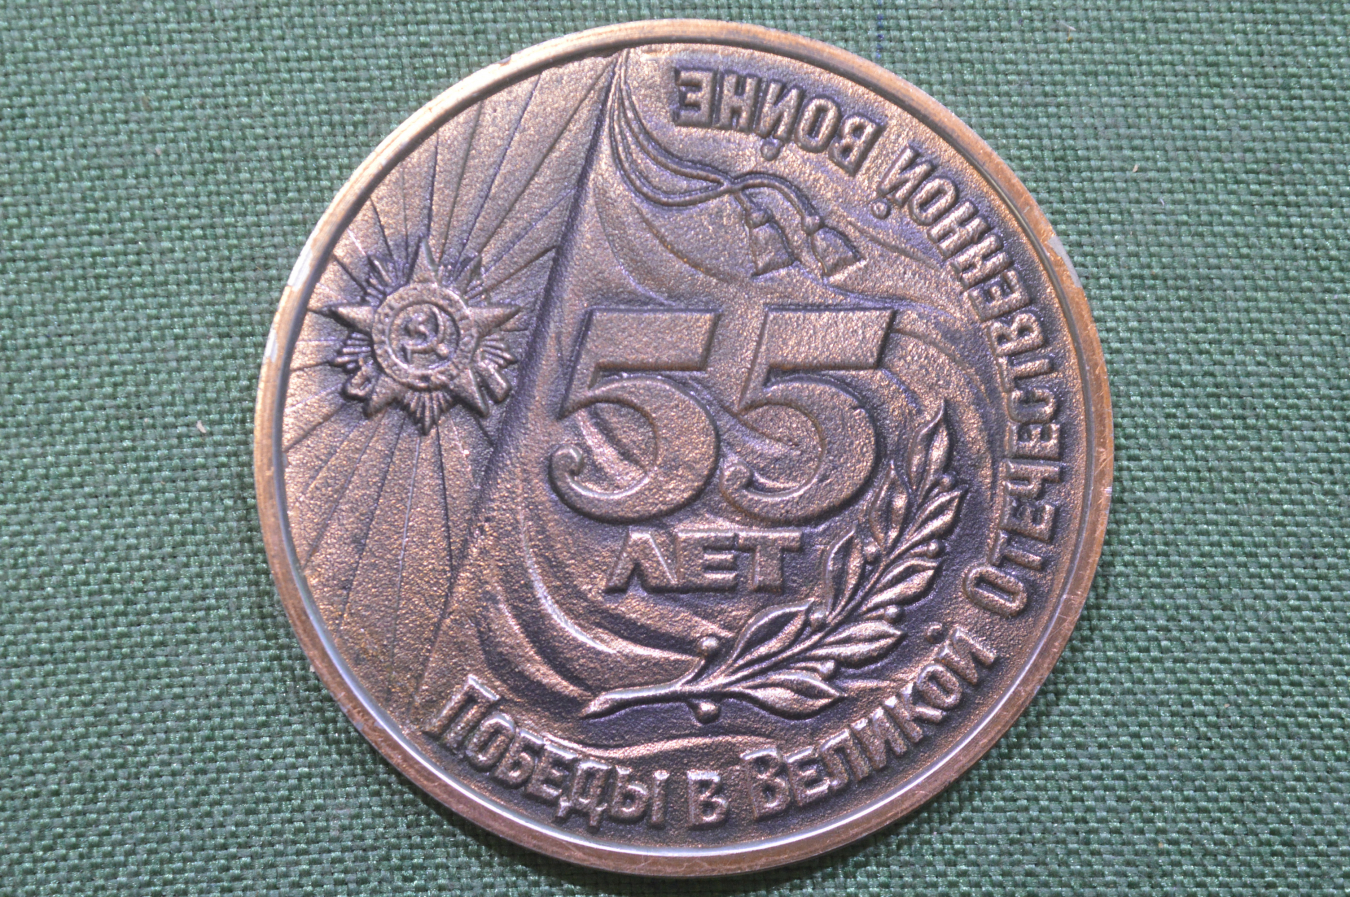 55
ЛЕТ
ПОБЕДЫ В ВЕЛИКОЙ ОТЕЧЕСТВЕННОЙ ВОЙНЕ